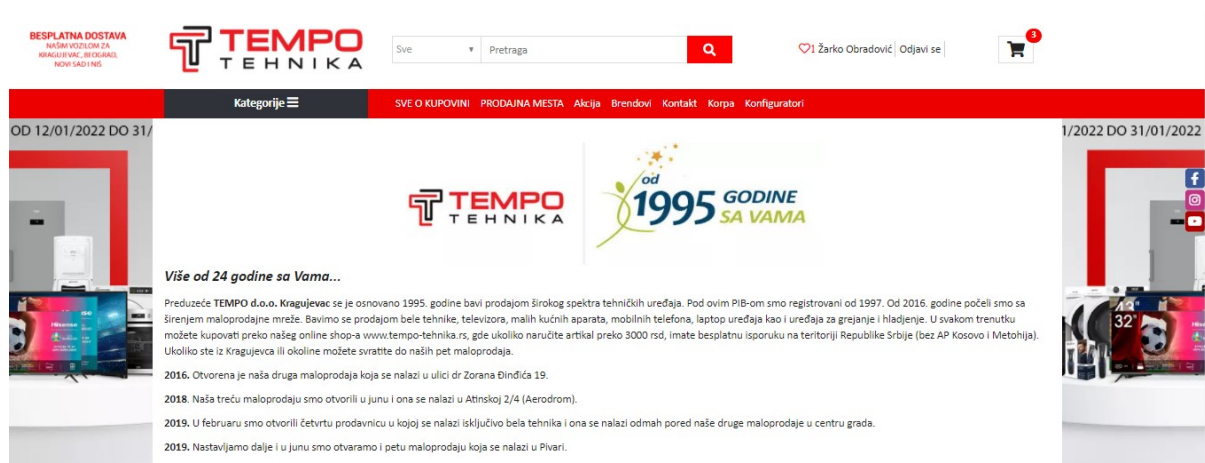 BESPLATNA DOSTAVA
NAŠIM VOZILOM ZA
KRAGUJEVAC, BEOGRAD,
NOVI SAD I NIŠ
TEMPO
TEHNIKA
Sve
Pretraga
1 Žarko Obradović Odjavi se
3
Kategorije
SVE O KUPOVINI PRODAJNA MESTA Akcija Brendovi Kontakt Korpa Konfiguratori
OD 12/01/2022 DO 31/
1/2022 DO 31/01/2022
TEMPO
TEHNIKA
od
1995 GODINE
SA VAMA
Više od 24 godine sa Vama...
Preduzeće TEMPO d.o.o. Kragujevac se je osnovano 1995. godine bavi prodajom širokog spektra tehničkih uređaja. Pod ovim PIB-om smo registrovani od 1997. Od 2016. godine počeli smo sa
širenjem maloprodajne mreže. Bavimo se prodajom bele tehnike, televizora, malih kućnih aparata, mobilnih telefona, laptop uređaja kao i uređaja za grejanje i hladjenje. U svakom trenutku
možete kupovati preko našeg online shop-a www.tempo-tehnika.rs, gde ukoliko naručite artikal preko 3000 rsd, imate besplatnu isporuku na teritoriji Republike Srbije (bez AP Kosovo i Metohija).
Ukoliko ste iz Kragujevca ili okoline možete svratite do naših pet maloprodaja.
2016. Otvorena je naša druga maloprodaja koja se nalazi u ulici dr Zorana Đinđića 19.
2018. Naša treću maloprodaju smo otvorili u junu i ona se nalazi u Atinskoj 2/4 (Aerodrom).
2019. U februaru smo otvorili četvrtu prodavnicu u kojoj se nalazi isključivo bela tehnika i ona se nalazi odmah pored naše druge maloprodaje u centru grada.
2019. Nastavljamo dalje i u junu smo otvaramo i petu maloprodaju koja se nalazi u Pivari.
Hisense
32"